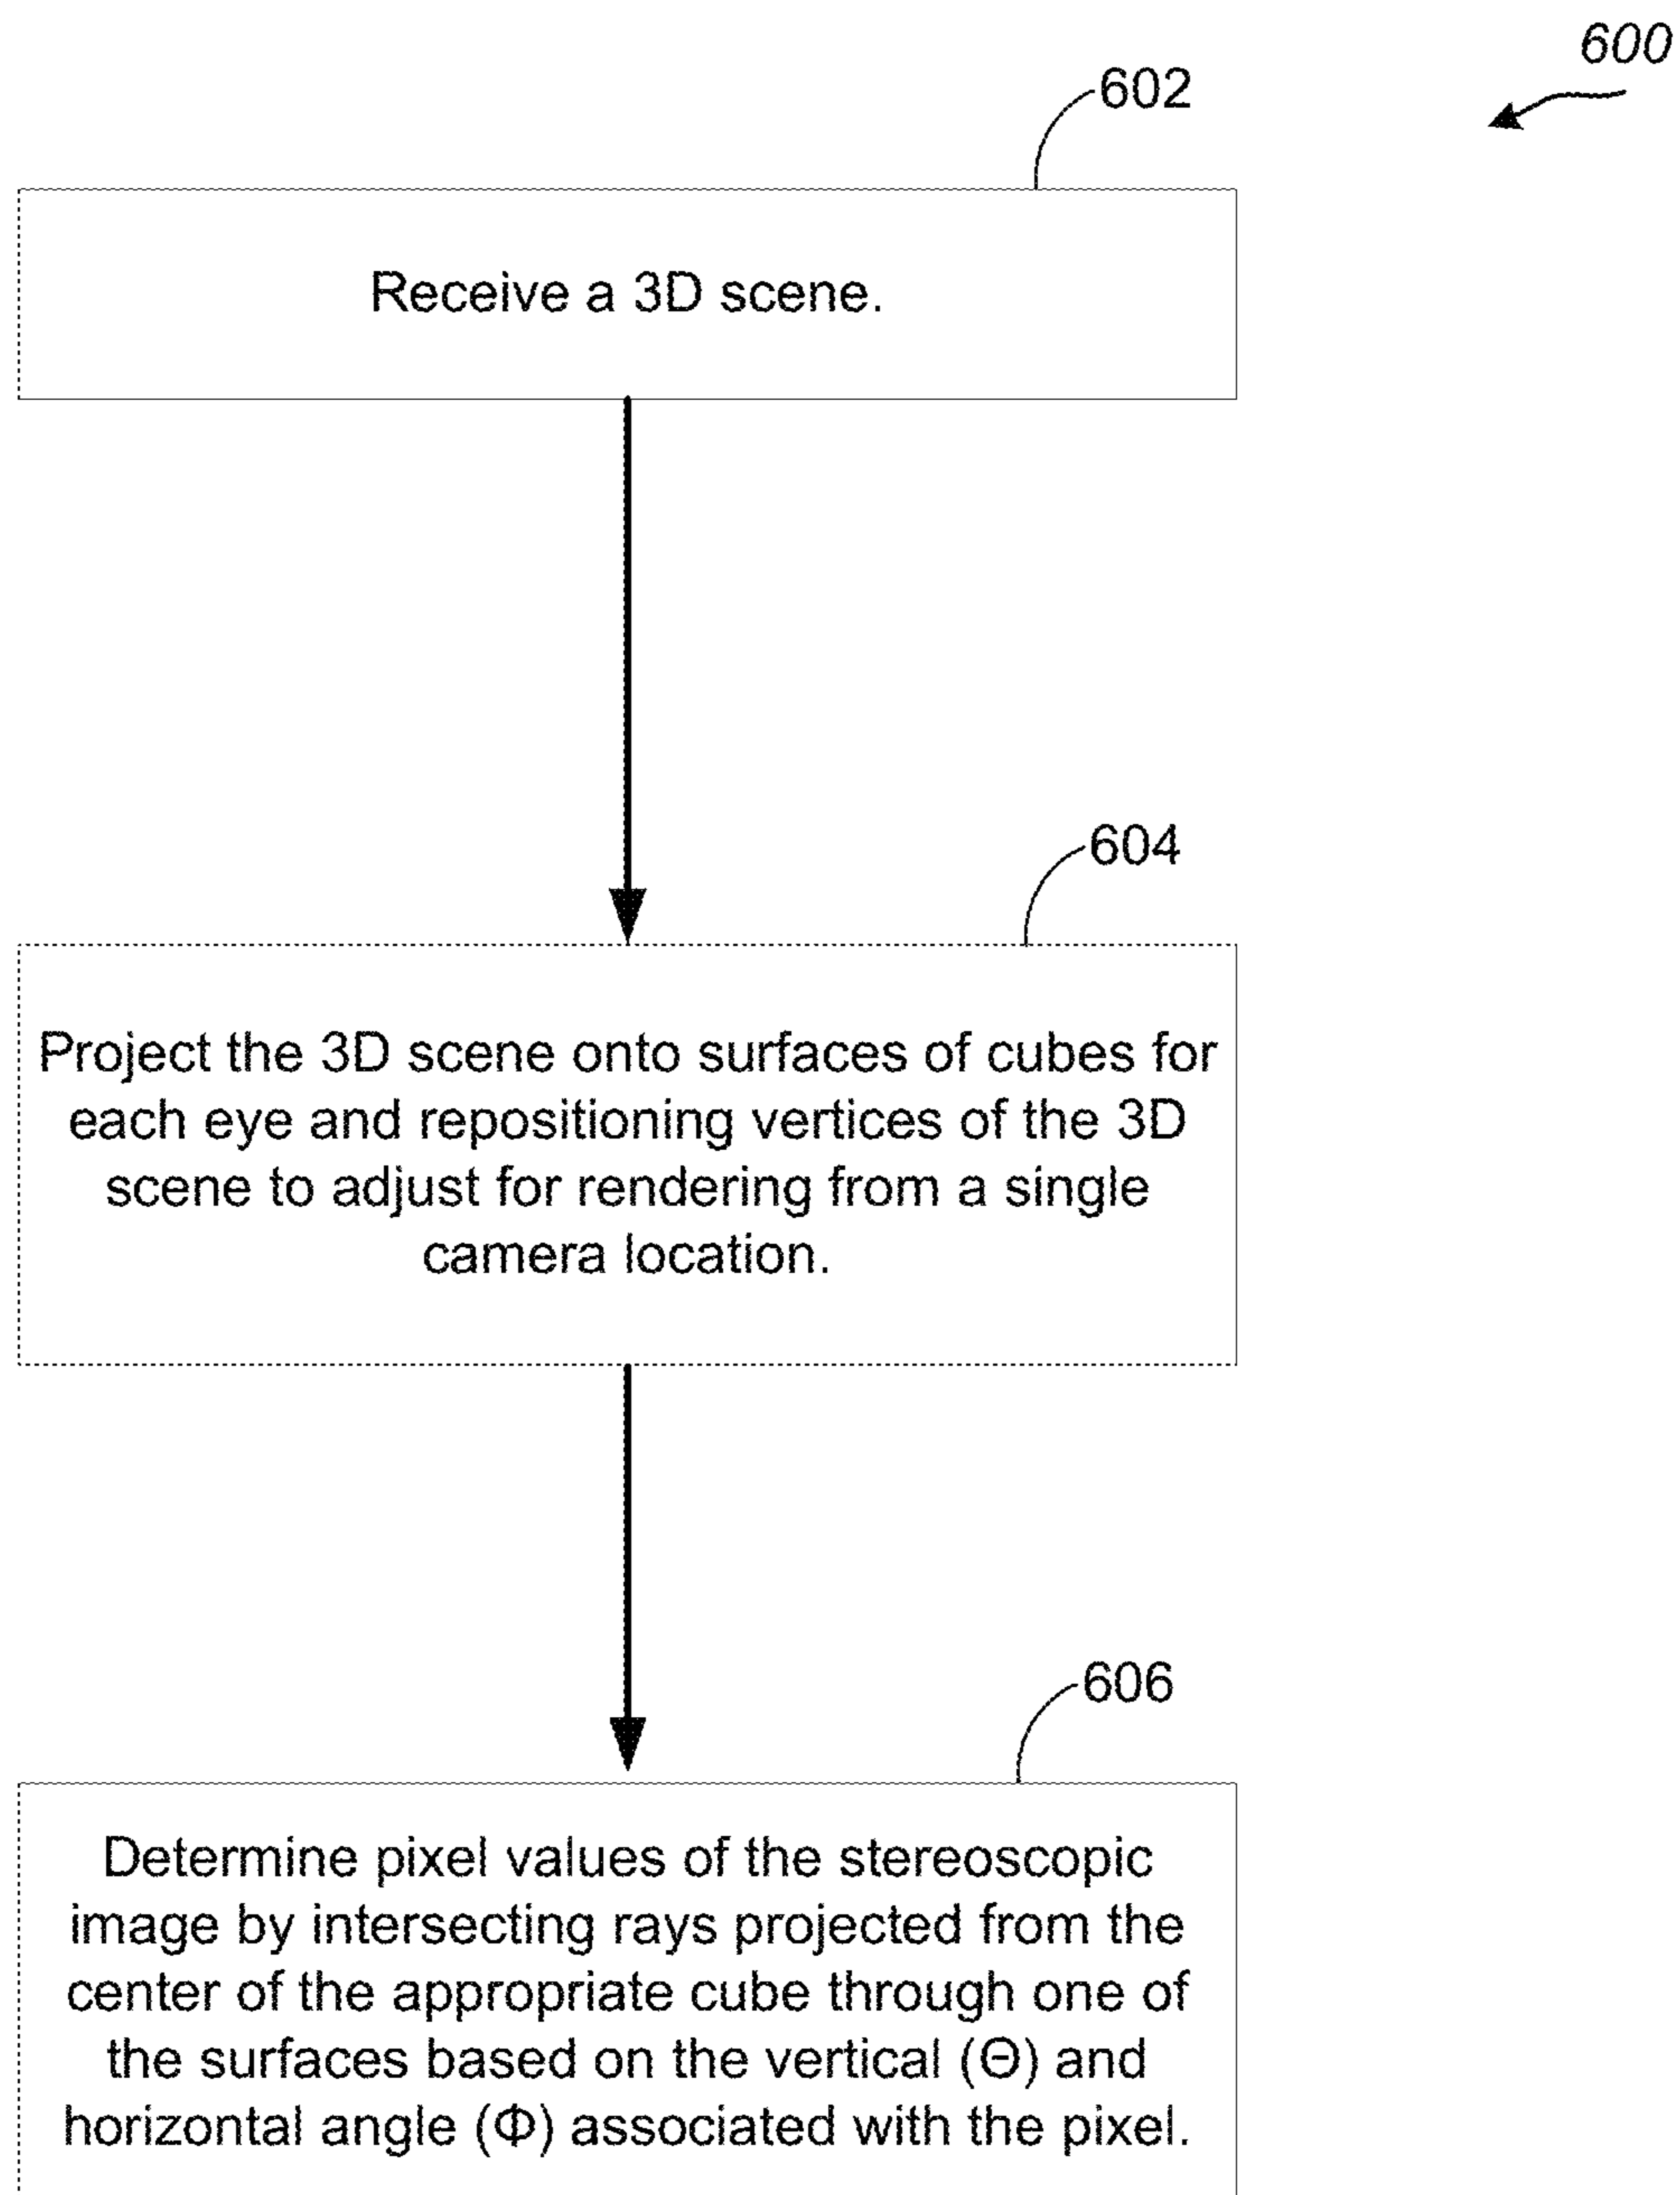 600
602
Receive a 3D scene.
604
Project the 3D scene onto surfaces of cubes for
each eye and repositioning vertices of the 3D
scene to adjust for rendering from a single
camera location.
606
Determine pixel values of the stereoscopic
image by intersecting rays projected from the
center of the appropriate cube through one of
the surfaces based on the vertical (Θ) and
horizontal angle (Φ) associated with the pixel.